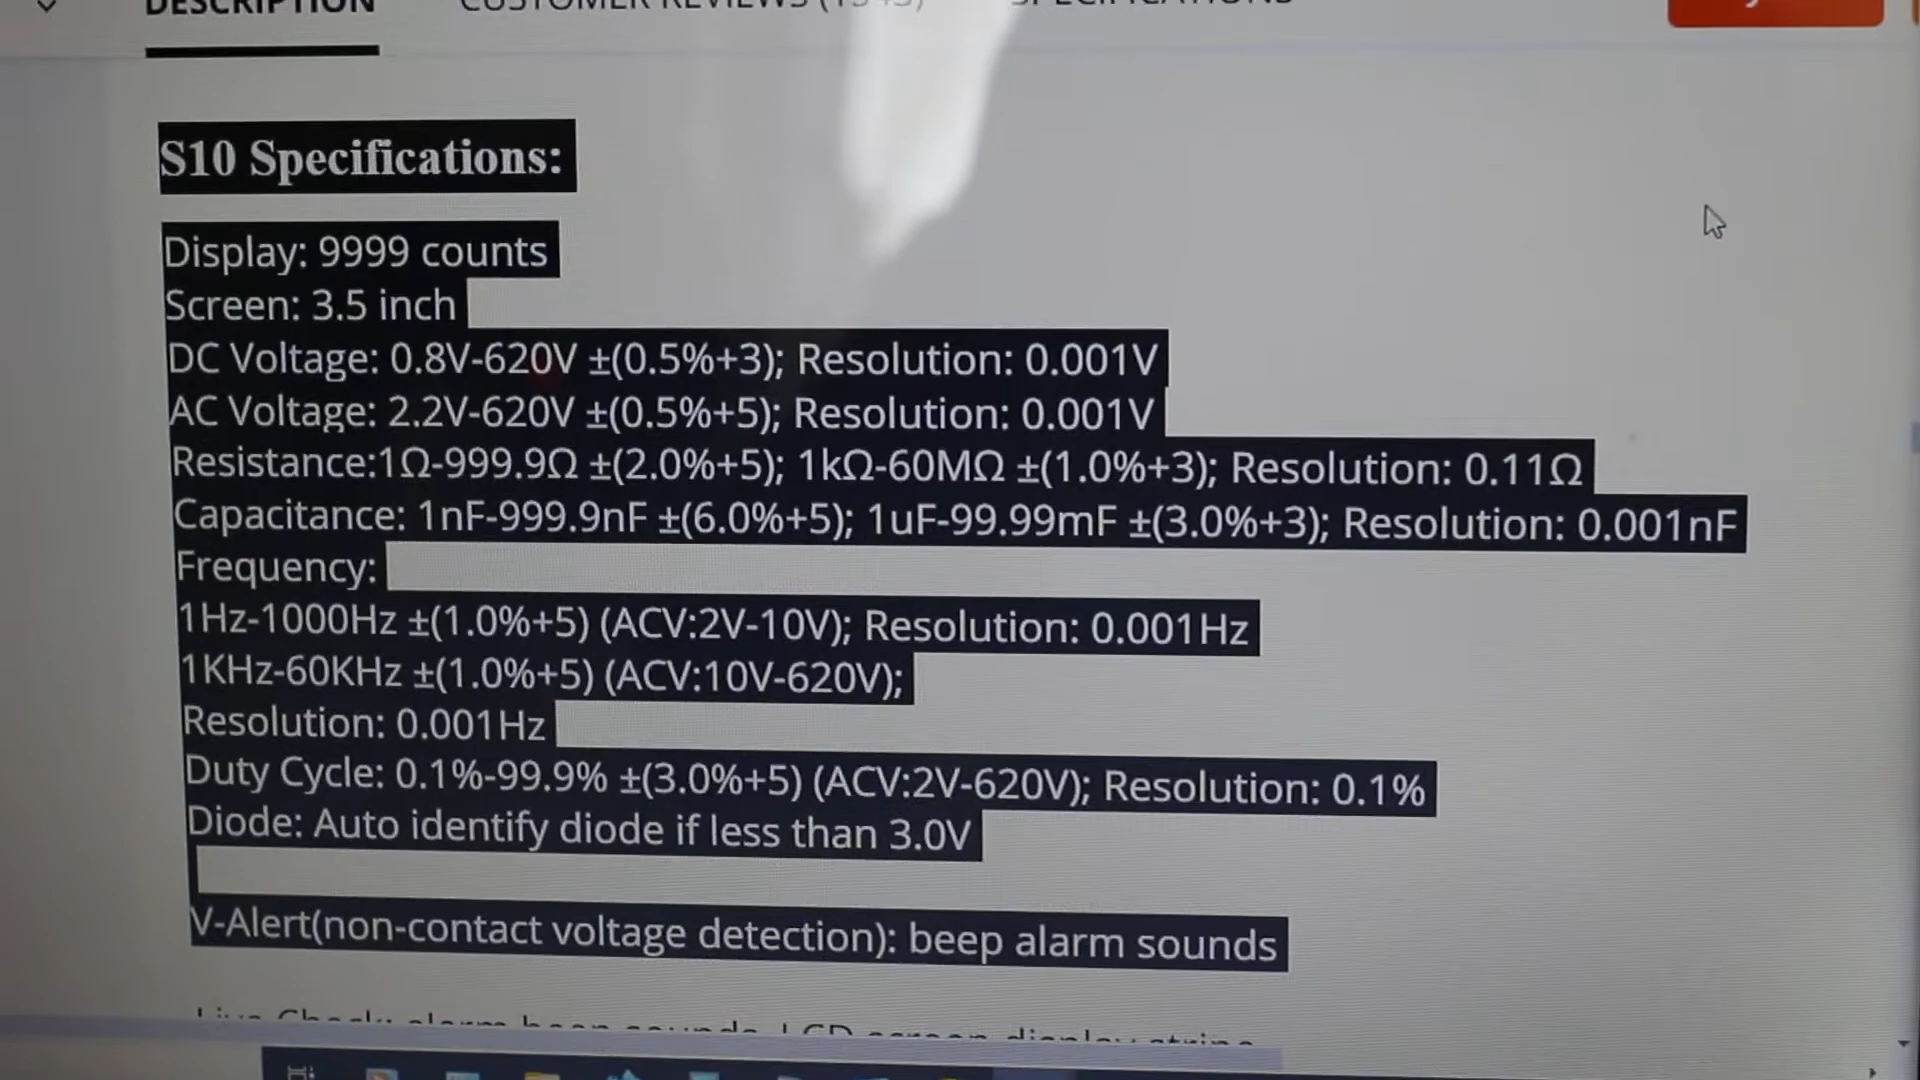 DESCRIPTION CUSTOMER REVIEWS SPECIFICATIONS
S10 Specifications:
Display: 9999 counts
Screen: 3.5 inch
DC Voltage: 0.8V-620V ±(0.5%+3); Resolution: 0.001V
AC Voltage: 2.2V-620V ±(0.5%+5); Resolution: 0.001V
Resistance:1Ω-999.9Ω ±(2.0%+5); 1kΩ-60MΩ ±(1.0%+3); Resolution: 0.11Ω
Capacitance: 1nF-999.9nF ±(6.0%+5); 1uF-99.99mF ±(3.0%+3); Resolution: 0.001nF
Frequency:
1Hz-1000Hz ±(1.0%+5) (ACV:2V-10V); Resolution: 0.001Hz
1KHz-60KHz ±(1.0%+5) (ACV:10V-620V);
Resolution: 0.001Hz
Duty Cycle: 0.1%-99.9% ±(3.0%+5) (ACV:2V-620V); Resolution: 0.1%
Diode: Auto identify diode if less than 3.0V
V-Alert(non-contact voltage detection): beep alarm sounds